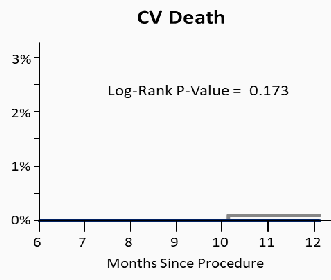 CV Death
3%
Log-Rank P-Value = 0.173
2%
1%
0%
6 7 8 9 10 11 12
Months Since Procedure